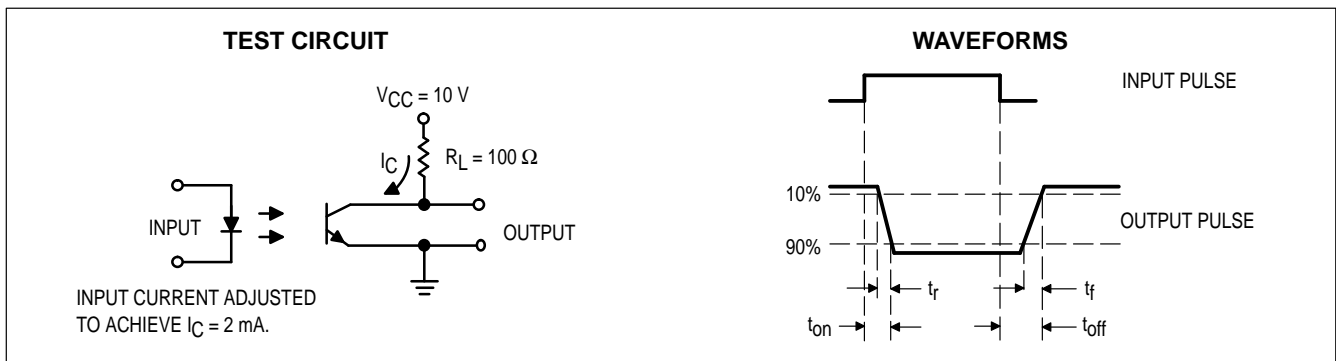 TEST CIRCUIT
VCC = 10 V
IC
RL = 100 Ω
INPUT
OUTPUT
INPUT CURRENT ADJUSTED
TO ACHIEVE IC = 2 mA.
WAVEFORMS
INPUT PULSE
10%
OUTPUT PULSE
90%
tr
tf
ton
toff